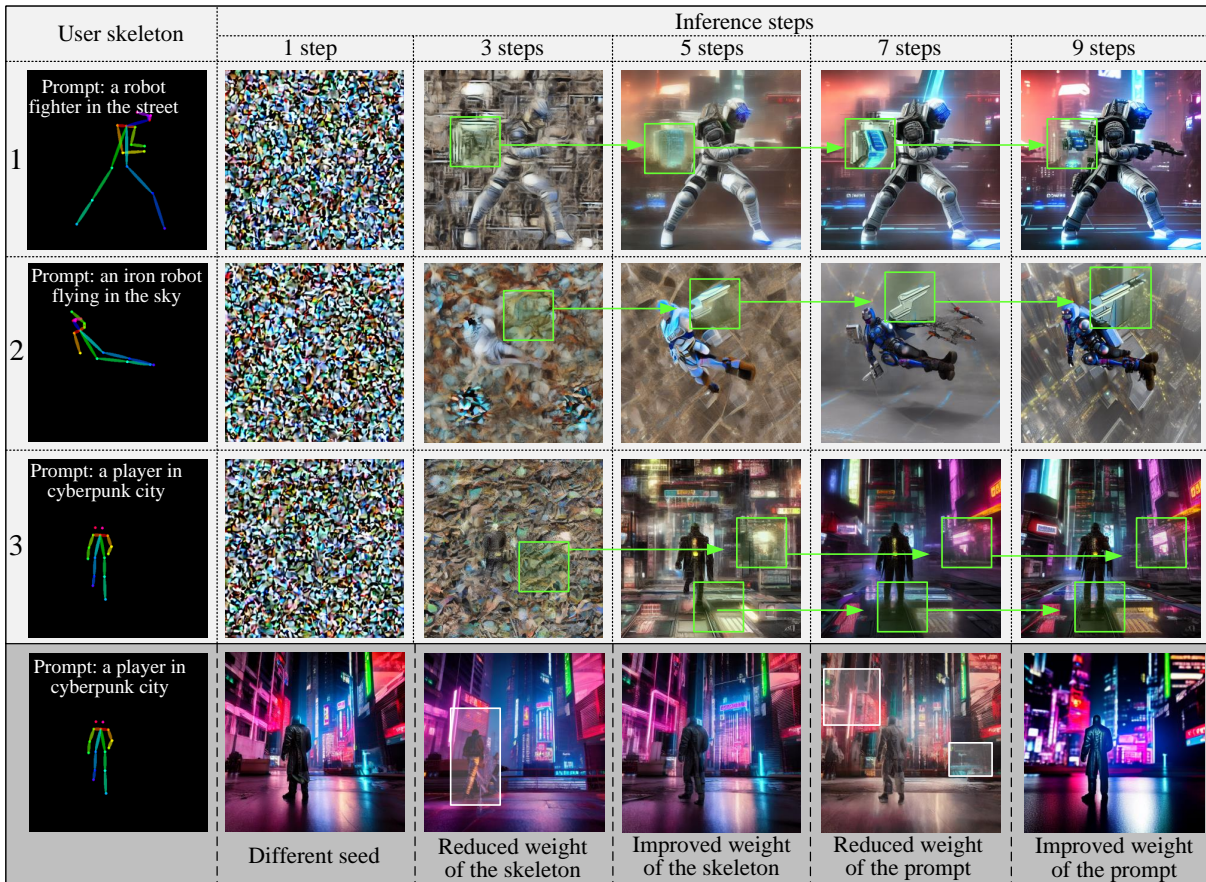 User skeleton
Inference steps
1 step
3 steps
5 steps
7 steps
9 steps
1
Prompt: a robot
fighter in the street
2
Prompt: an iron robot
flying in the sky
3
Prompt: a player in
cyberpunk city
Prompt: a player in
cyberpunk city
Different seed
Reduced weight
of the skeleton
Improved weight
of the skeleton
Reduced weight
of the prompt
Improved weight
of the prompt